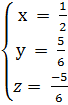 x = 1/2
y = 5/6
z = -5/6